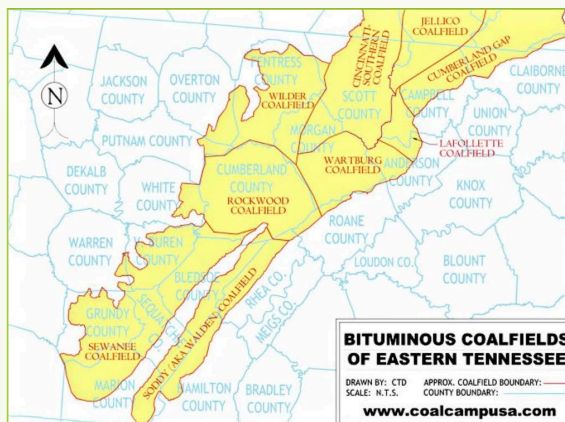 JELLICO
COALFIELD
CINCINNATI-
SOUTHERN
COALFIELD
CUMBERLAND GAP
COALFIELD
FENTRESS
COUNTY
CLAIBORNE
COUNTY
JACKSON
COUNTY
OVERTON
COUNTY
WILDER
COALFIELD
SCOTT
COUNTY
CAMPBELL
COUNTY
N
UNION
COUNTY
PUTNAM COUNTY
MORGAN
COUNTY
LAFOLLETTE
COALFIELD
DEKALB
COUNTY
WHITE
COUNTY
CUMBERLAND
COUNTY
WARTBURG
COALFIELD
ANDERSON
COUNTY
KNOX
COUNTY
ROCKWOOD
COALFIELD
ROANE
COUNTY
WARREN
COUNTY
BUREN
COUNTY
LOUDON CO.
BLOUNT
COUNTY
BLEDSOE
COUNTY
RHEA CO.
MEIGS CO.
GRUNDY
COUNTY
SEQUATCHIE
CO.
SODDY (AKA WALDEN) COALFIELD
SEWANEE
COALFIELD
MARION
COUNTY
HAMILTON
COUNTY
BRADLEY
COUNTY
BITUMINOUS COALFIELDS
OF EASTERN TENNESSEE
DRAWN BY: CTD APPROX. COALFIELD BOUNDARY:
SCALE: N.T.S. COUNTY BOUNDARY:
www.coalcampusa.com